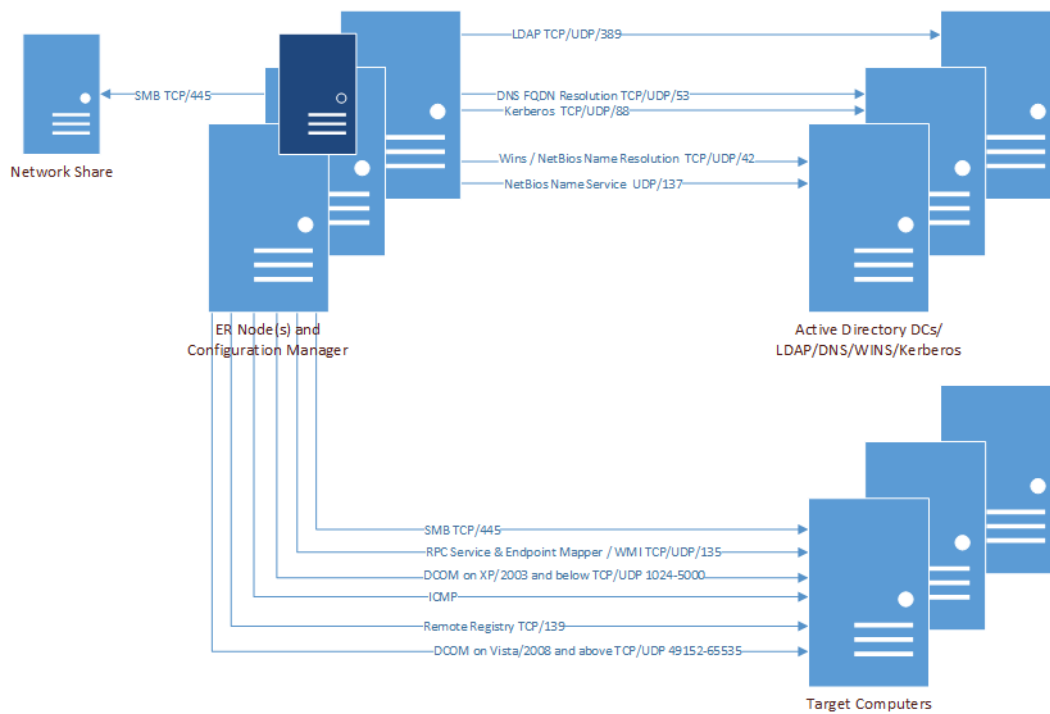 LDAP TCP/UDP/389
SMB TCP/445
DNS FQDN Resolution TCP/UDP/53
Kerberos TCP/UDP/88
Network Share
Wins / NetBios Name Resolution TCP/UDP/42
NetBios Name Service UDP/137
ER Node(s) and
Configuration Manager
Active Directory DCs/
LDAP/DNS/WINS/Kerberos
SMB TCP/445
RPC Service & Endpoint Mapper / WMI TCP/UDP/135
DCOM on XP/2003 and below TCP/UDP 1024-5000
ICMP
Remote Registry TCP/139
DCOM on Vista/2008 and above TCP/UDP 49152-65535
Target Computers